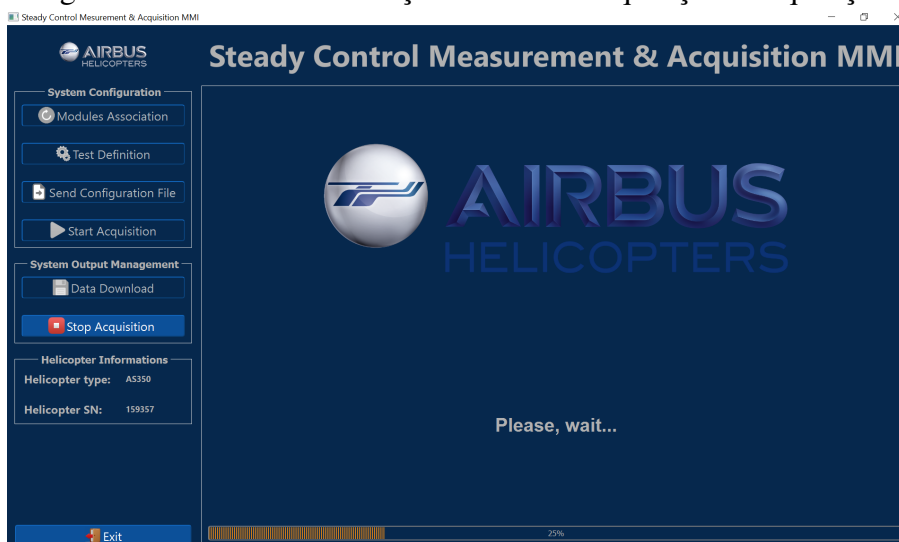 Steady Control Mesurement & Acquisition MMI
AIRBUS
HELICOPTERS
Steady Control Measurement & Acquisition MMI
System Configuration
Modules Association
Test Definition
Send Configuration File
Start Acquisition
System Output Management
Data Download
Stop Acquisition
Helicopter Informations
Helicopter type: AS350
Helicopter SN: 159357
AIRBUS
HELICOPTERS
Please, wait...
Exit
25%